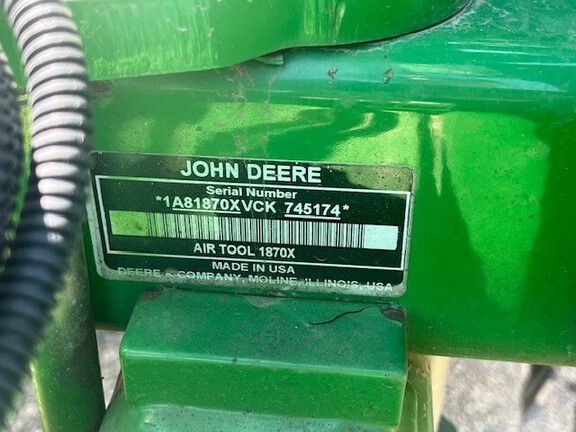 JOHN DEERE
Serial Number
*1A81870XVCK 745174*
AIR TOOL 1870X
MADE IN USA
DEERE & COMPANY, MOLINE, ILLINOIS, USA